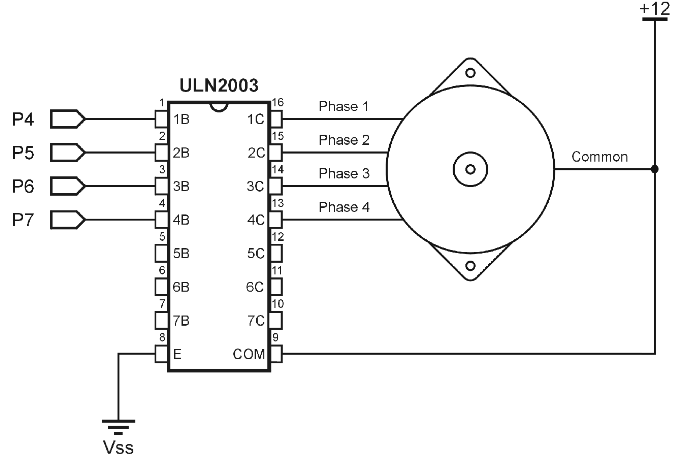 +12
ULN2003
1 16
P4 1B 1C Phase 1
2 15
P5 2B 2C Phase 2
Common
3 14
P6 3B 3C Phase 3
4 13
P7 4B 4C Phase 4
5 12
5B 5C
6 11
6B 6C
7 10
7B 7C
8 9
E COM
Vss